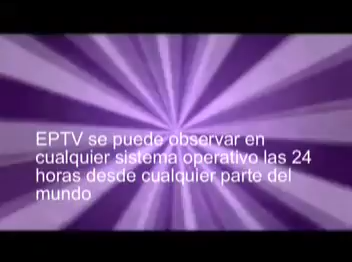 EPTV se puede observar en
cualquier sistema operativo las 24
horas desde cualquier parte del
mundo